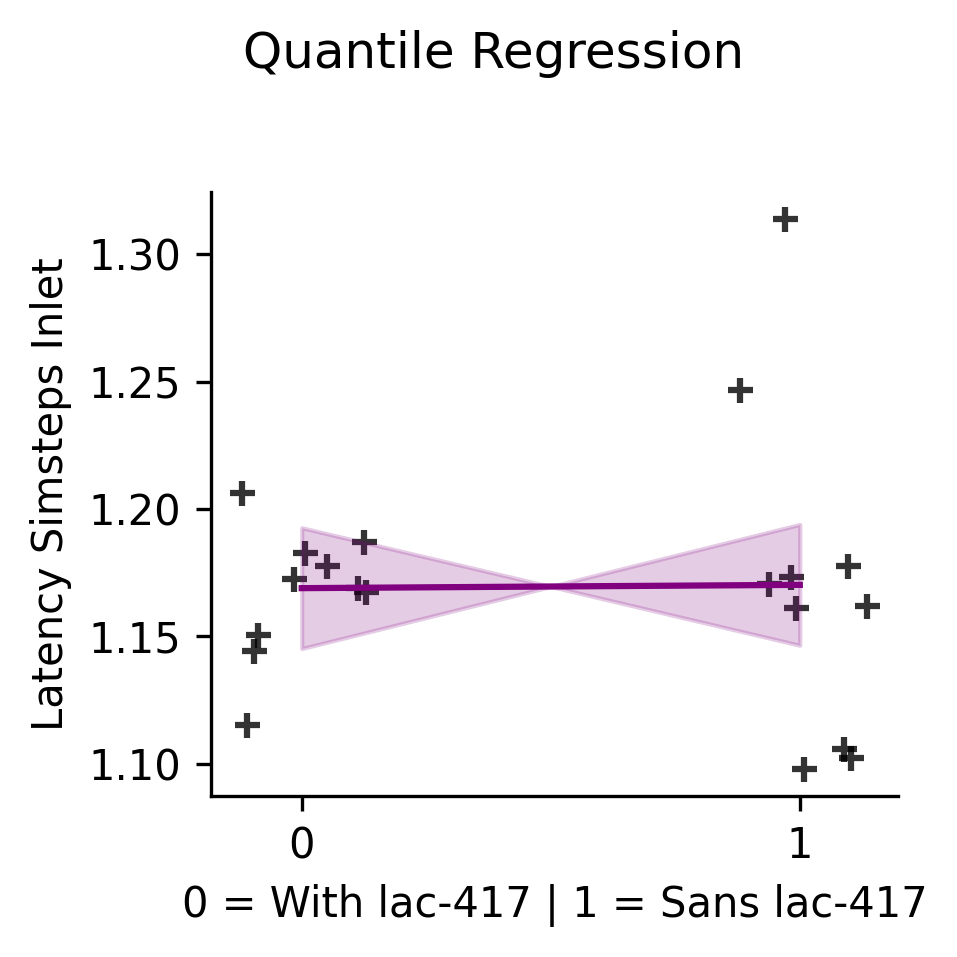 Quantile Regression
Latency Simsteps Inlet
1.30
1.25
1.20
1.15
1.10
0 1
0 = With lac-417 | 1 = Sans lac-417